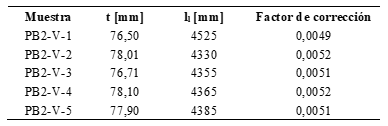 Muestra t [mm] l₁ [mm] Factor de corrección
PB2-V-1 76,50 4525 0,0049
PB2-V-2 78,01 4330 0,0052
PB2-V-3 76,71 4355 0,0051
PB2-V-4 78,10 4365 0,0052
PB2-V-5 77,90 4385 0,0051